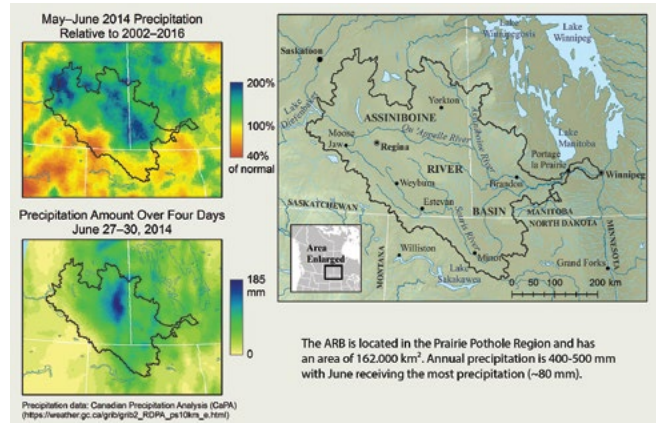 May–June 2014 Precipitation
Relative to 2002–2016
200%
100%
40%
of normal
Precipitation Amount Over Four Days
June 27–30, 2014
185
mm
0
Precipitation data: Canadian Precipitation Analysis (CaPA)
(https://weather.gc.ca/grib/grib2_RDPA_ps10km_e.html)
Saskatoon
Lake
Winnipegosis
Lake
Winnipeg
Lake
Diefenbaker
ASSINIBOINE
Yorkton
Qu'Appelle River
Assiniboine River
Lake
Manitoba
Moose
Jaw
Regina
RIVER
Portage
la Prairie
Winnipeg
Brandon
Weyburn
Estevan
BASIN
SASKATCHEWAN
MANITOBA
NORTH DAKOTA
Souris River
MINNESOTA
Area
Enlarged
MONTANA
Williston
Minot
Lake
Sakakawea
Grand Forks
0 50 100 200 km
The ARB is located in the Prairie Pothole Region and has
an area of 162.000 km². Annual precipitation is 400-500 mm
with June receiving the most precipitation (~80 mm).